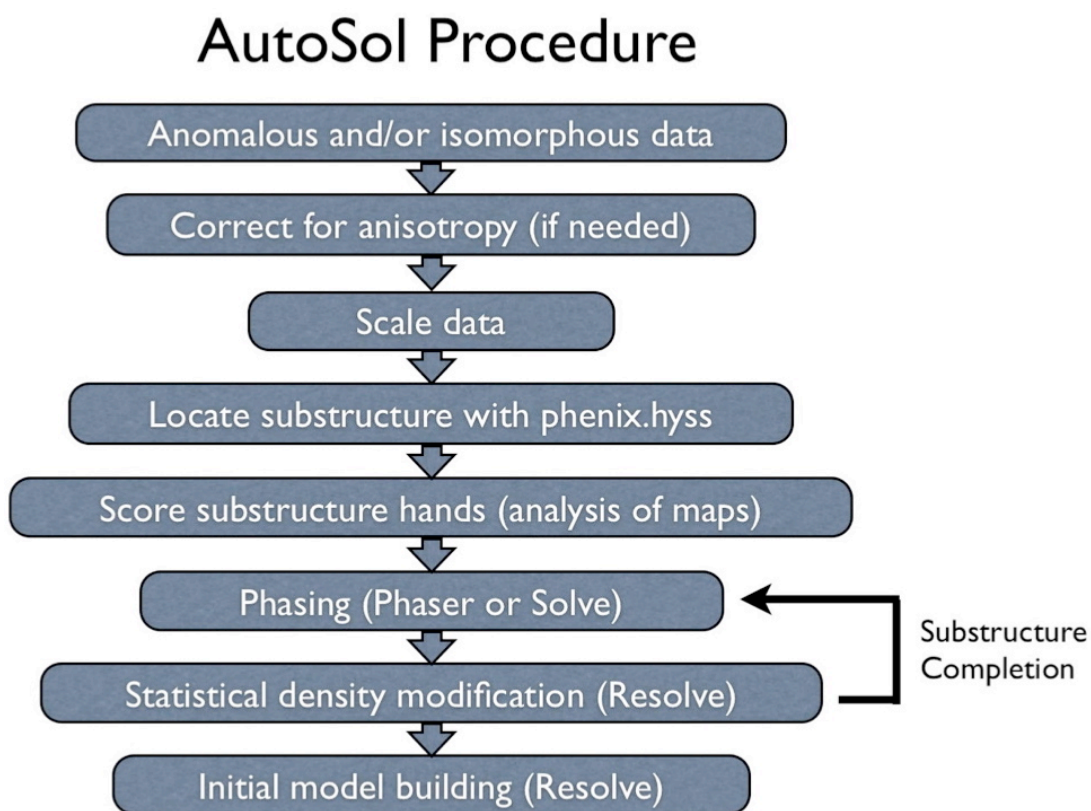 AutoSol Procedure
Anomalous and/or isomorphous data
Correct for anisotropy (if needed)
Scale data
Locate substructure with phenix.hyss
Score substructure hands (analysis of maps)
Phasing (Phaser or Solve)
Substructure
Completion
Statistical density modification (Resolve)
Initial model building (Resolve)